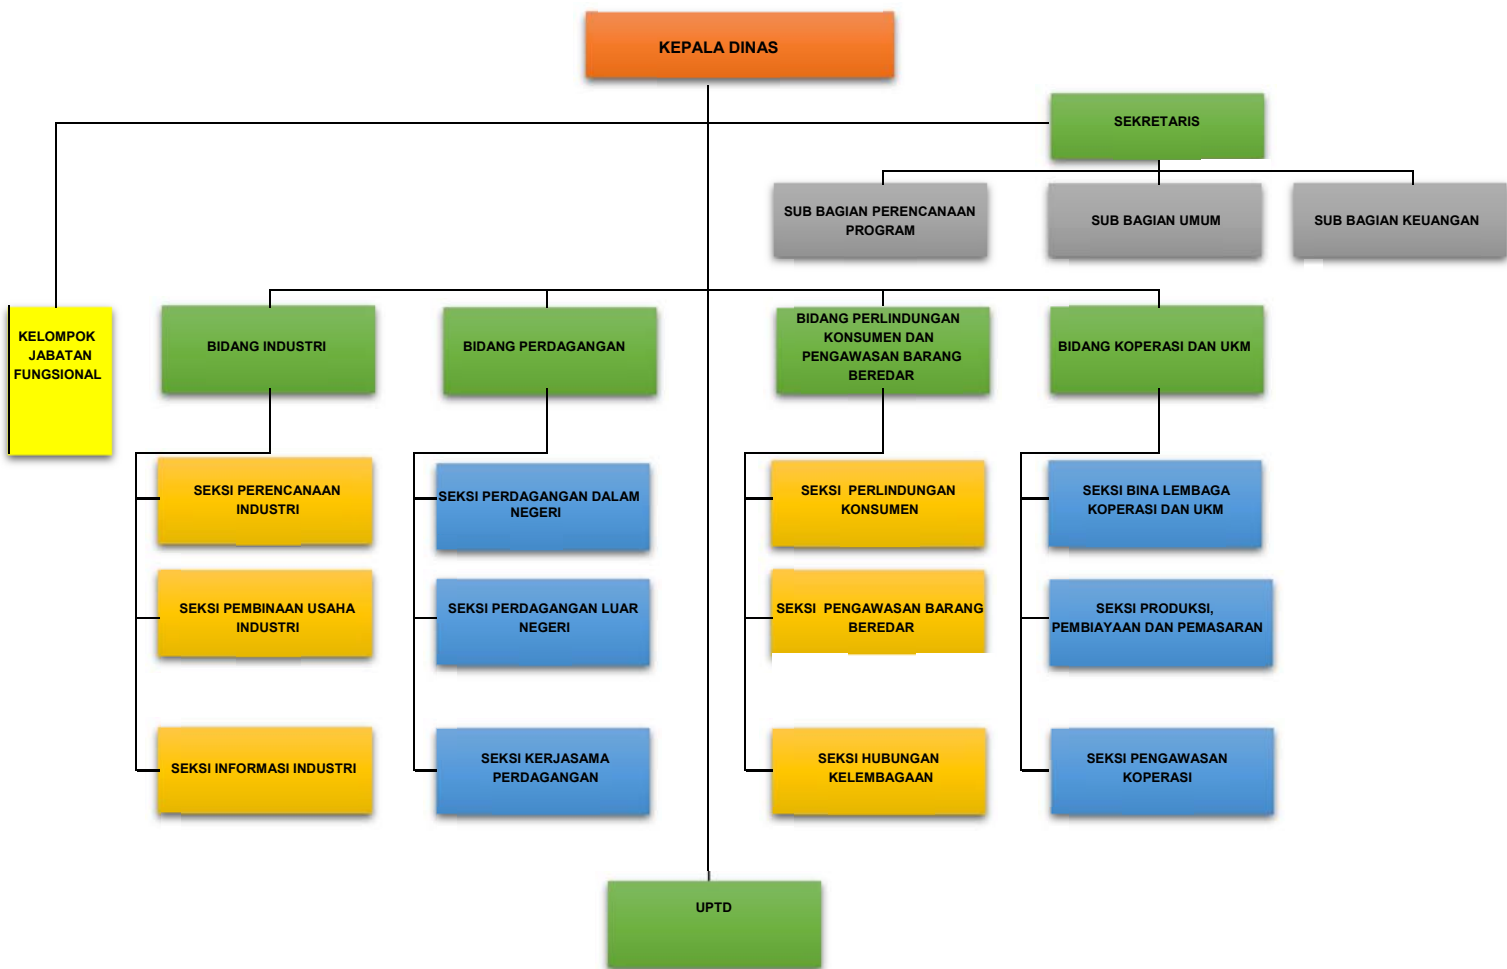 KEPALA DINAS
SEKRETARIS
SUB BAGIAN PERENCANAAN
PROGRAM
SUB BAGIAN UMUM
SUB BAGIAN KEUANGAN
KELOMPOK
JABATAN
FUNGSIONAL
BIDANG INDUSTRI
BIDANG PERDAGANGAN
BIDANG PERLINDUNGAN
KONSUMEN DAN
PENGAWASAN BARANG
BEREDAR
BIDANG KOPERASI DAN UKM
SEKSI PERENCANAAN
INDUSTRI
SEKSI PERDAGANGAN DALAM
NEGERI
SEKSI PERLINDUNGAN
KONSUMEN
SEKSI BINA LEMBAGA
KOPERASI DAN UKM
SEKSI PEMBINAAN USAHA
INDUSTRI
SEKSI PERDAGANGAN LUAR
NEGERI
SEKSI PENGAWASAN BARANG
BEREDAR
SEKSI PRODUKSI,
PEMBIAYAAN DAN PEMASARAN
SEKSI INFORMASI INDUSTRI
SEKSI KERJASAMA
PERDAGANGAN
SEKSI HUBUNGAN
KELEMBAGAAN
SEKSI PENGAWASAN
KOPERASI
UPTD